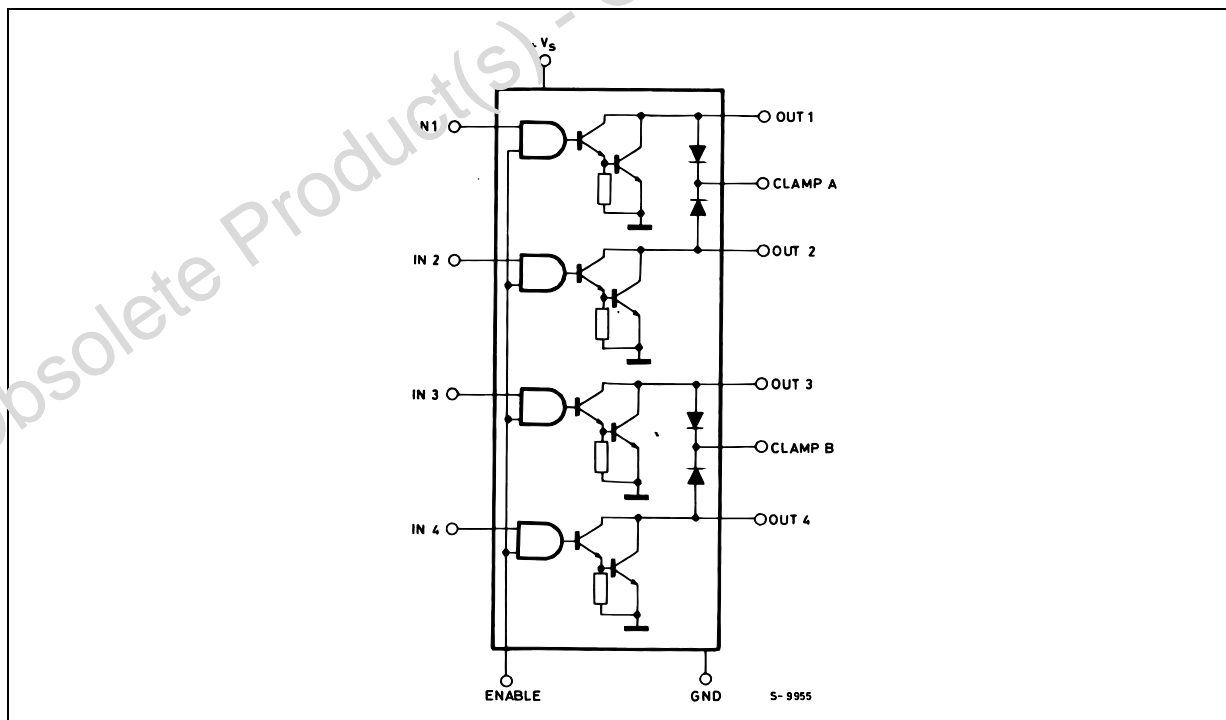 Obsolete Product(s) -
Vs
IN 2
IN 3
IN 4
OUT 1
CLAMP A
OUT 2
OUT 3
CLAMP B
OUT 4
ENABLE
GND
S-9955